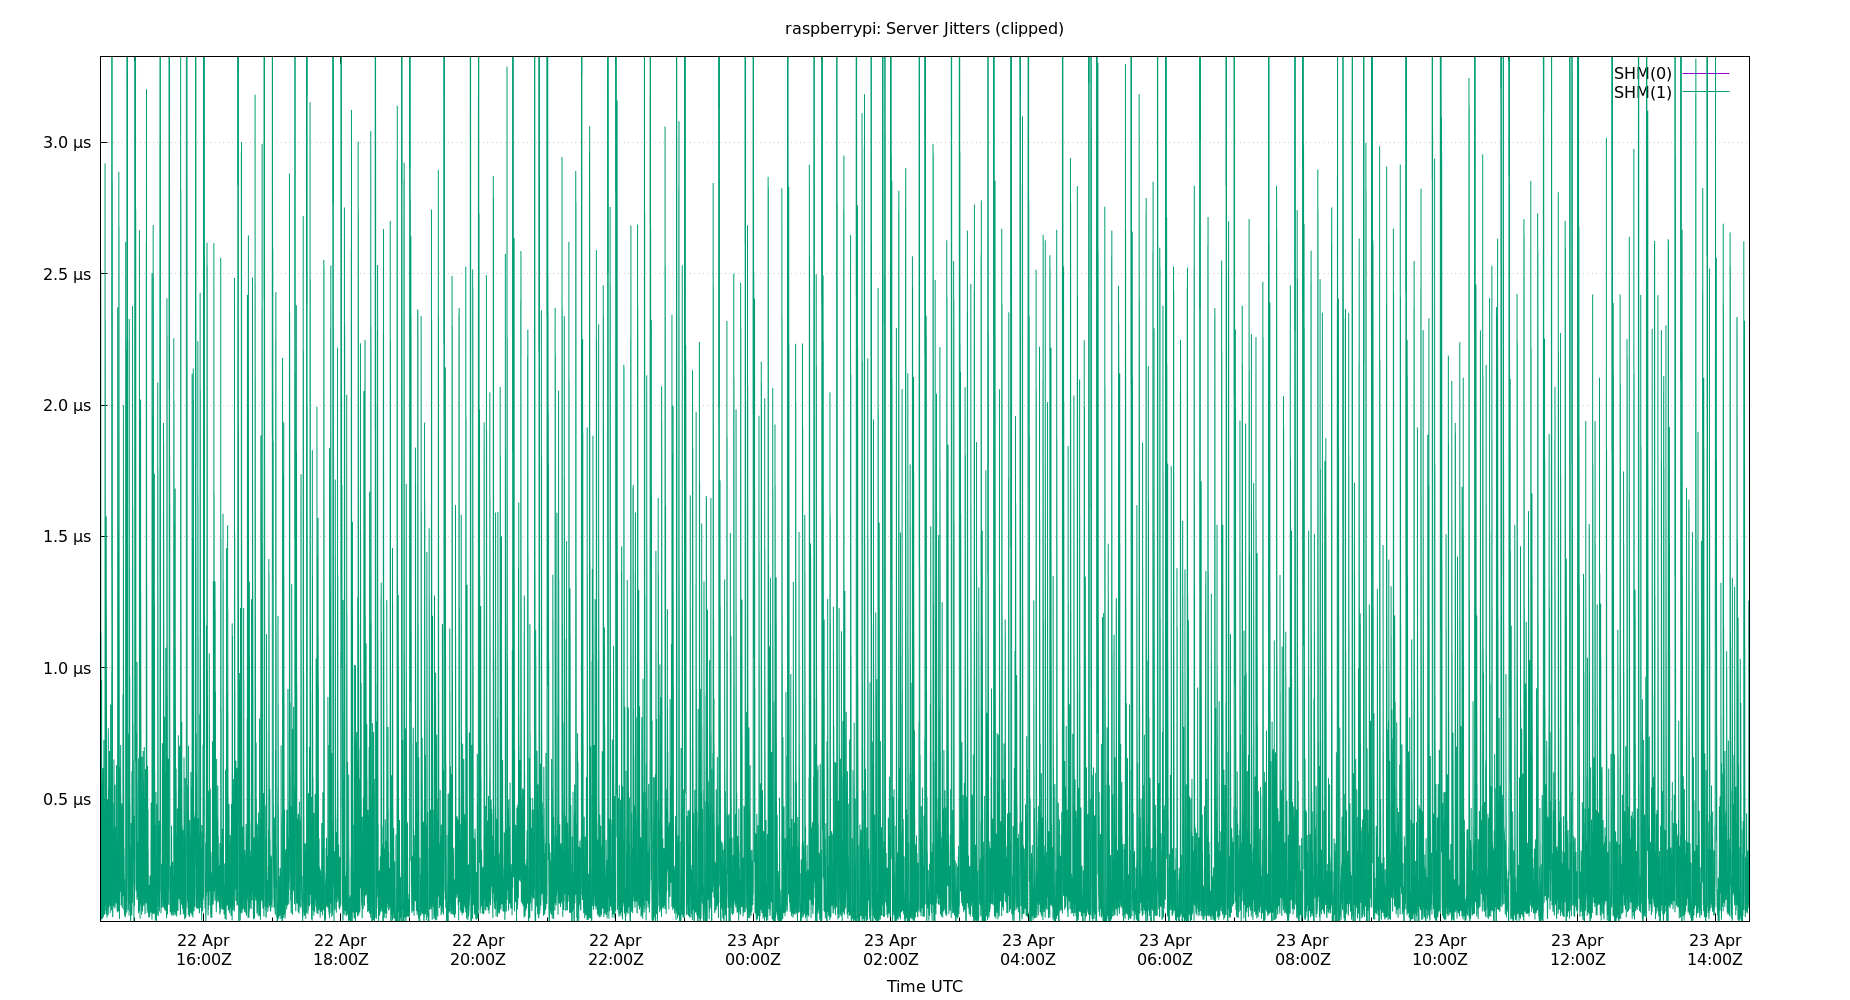 raspberrypi: Server Jitters (clipped)
SHM(0)
SHM(1)
3.0 µs
2.5 µs
2.0 µs
1.5 µs
1.0 µs
0.5 µs
22 Apr 22 Apr 22 Apr 22 Apr 23 Apr 23 Apr 23 Apr 23 Apr 23 Apr 23 Apr 23 Apr 23 Apr
16:00Z 18:00Z 20:00Z 22:00Z 00:00Z 02:00Z 04:00Z 06:00Z 08:00Z 10:00Z 12:00Z 14:00Z
Time UTC